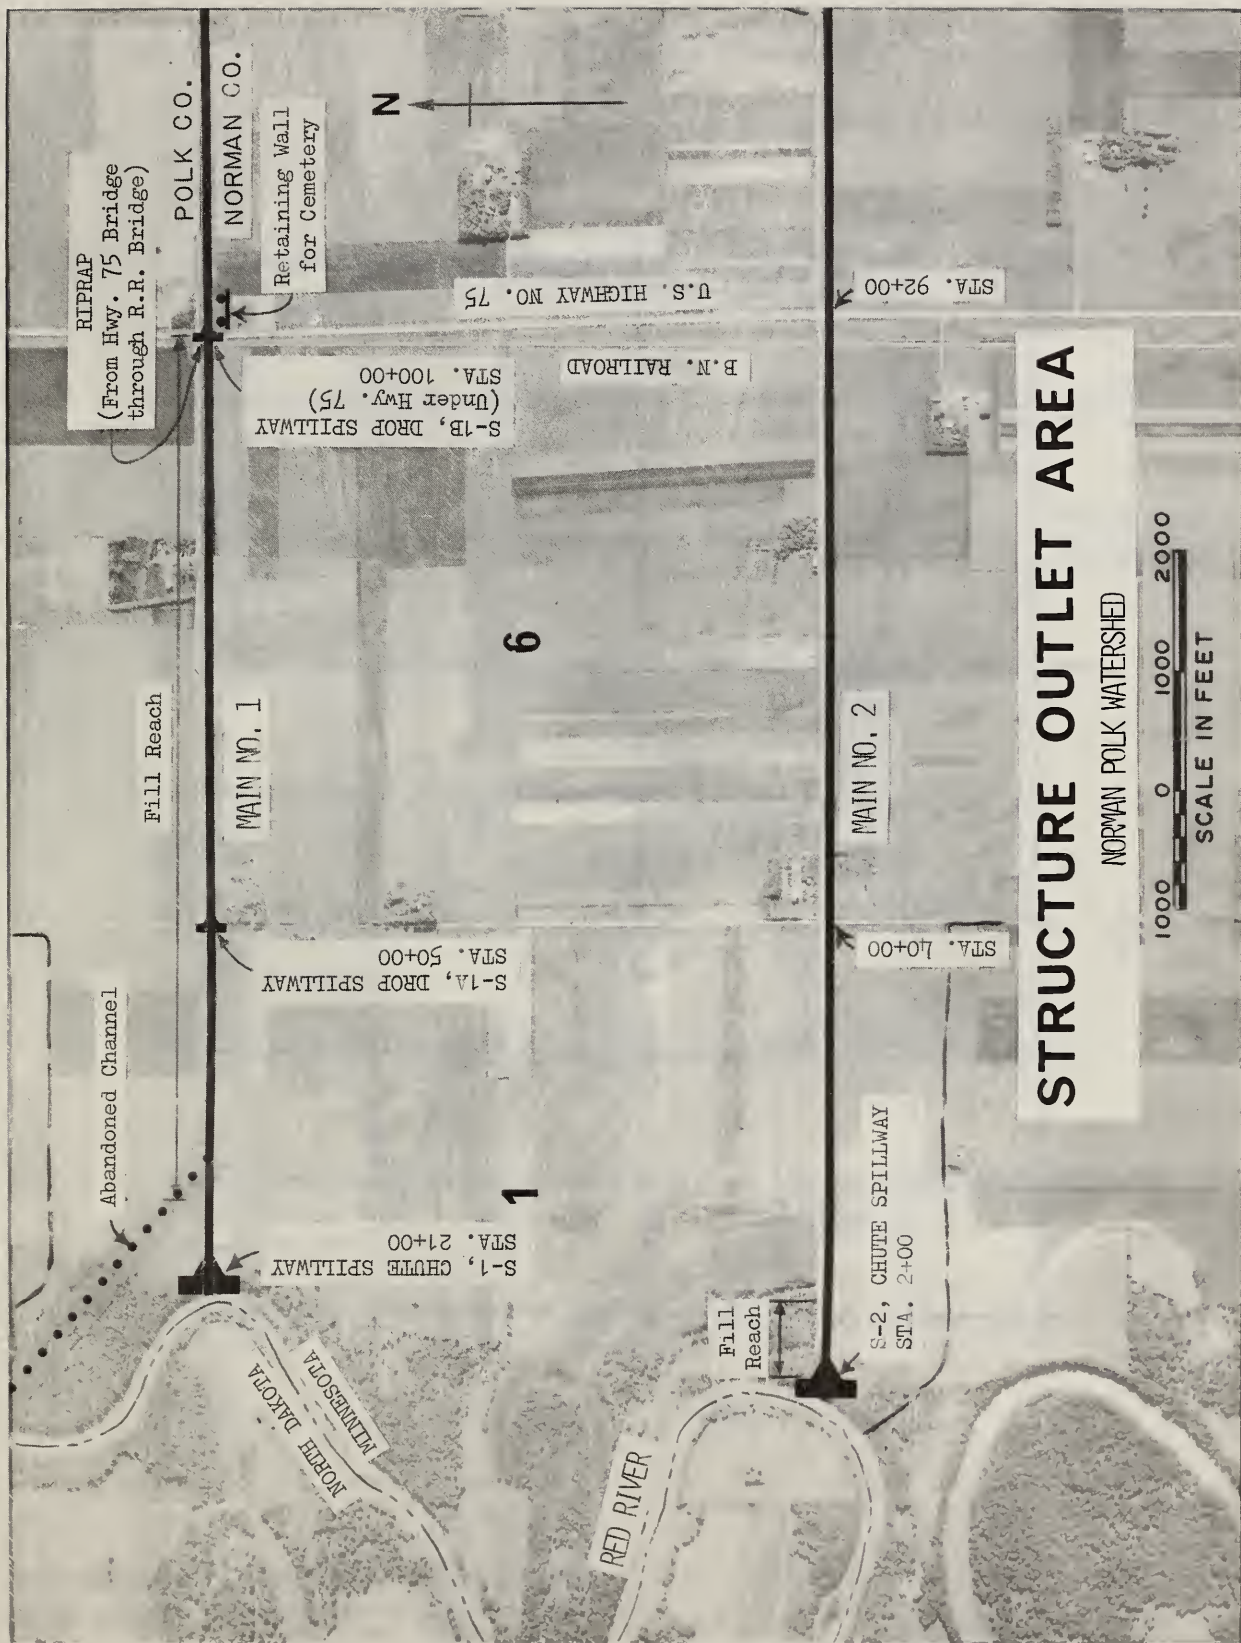 RIPRAP
(From Hwy. 75 Bridge
through R.R. Bridge)
POLK CO.
NORMAN CO.
Retaining Wall
for Cemetery
N
S-1B, DROP SPILLWAY
(Under Hwy. 75)
STA. 100+00
U.S. HIGHWAY NO. 75
B.N. RAILROAD
STA. 92+00
Fill Reach
MAIN NO. 1
6
Abandoned Channel
S-1A, DROP SPILLWAY
STA. 50+00
MAIN NO. 2
STA. 40+00
S-1, CHUTE SPILLWAY
STA. 21+00
1
NORTH DAKOTA
MINNESOTA
RED RIVER
Fill
Reach
S-2, CHUTE SPILLWAY
STA. 2+00
STRUCTURE OUTLET AREA
NORMAN POLK WATERSHED
1000 0 1000 2000
SCALE IN FEET